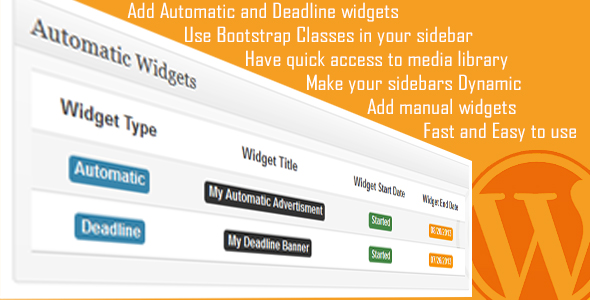 Add Automatic and Deadline widgets
Use Bootstrap Classes in your sidebar
Have quick access to media library
Make your sidebars Dynamic
Add manual widgets
Fast and Easy to use
Automatic Widgets
Widget Type Widget Title Widget Start Date Widget End Date
Automatic My Automatic Advertisment Started
Deadline My Deadline Banner Started
W